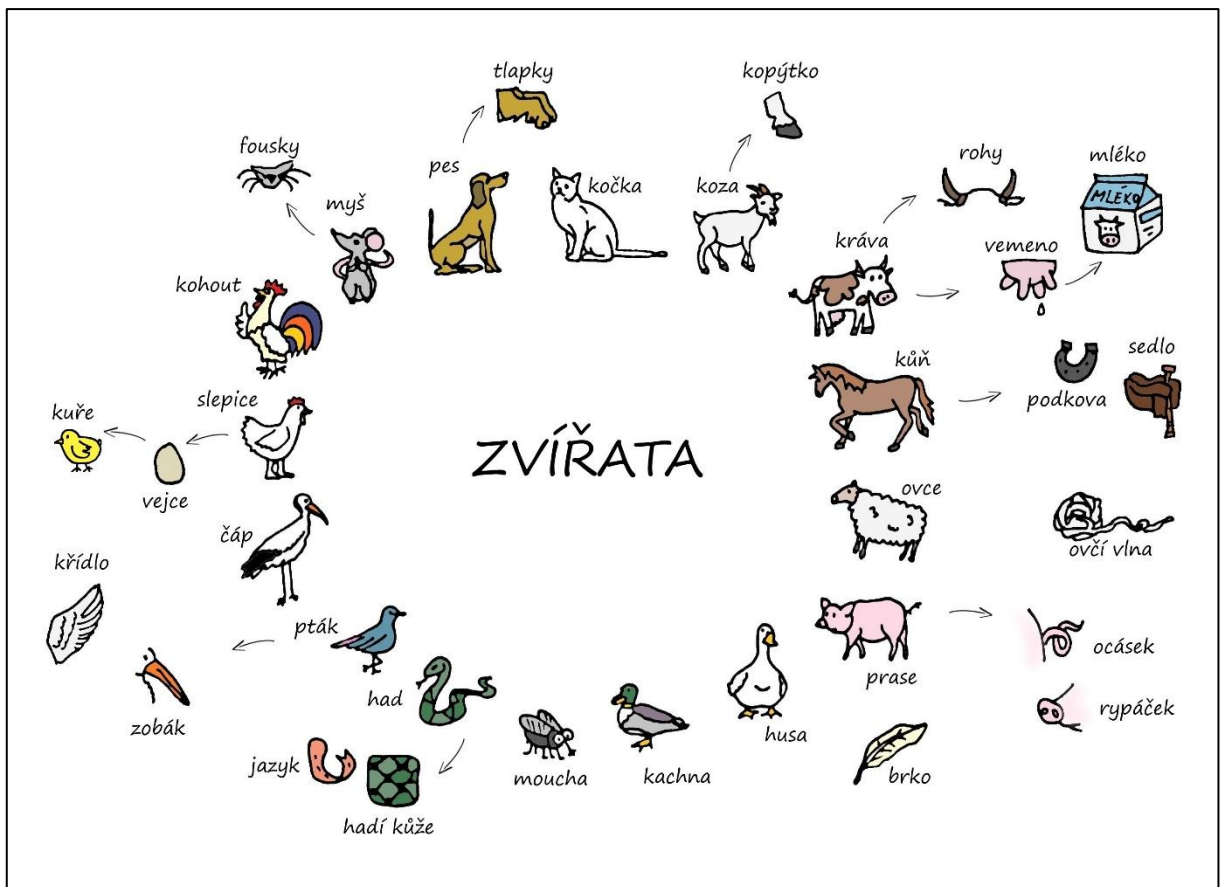 tlapky
kopýtko
fousky
pes
kočka
koza
rohy
mléko
MLÉKO
myš
kráva
vemeno
kohout
kůň
sedlo
podkova
kuře
slepice
vejce
ZVÍŘATA
ovce
ovčí vlna
čáp
křídlo
pták
zobák
had
prase
ocásek
rypáček
husa
jazyk
moucha
kachna
brko
hadí kůže